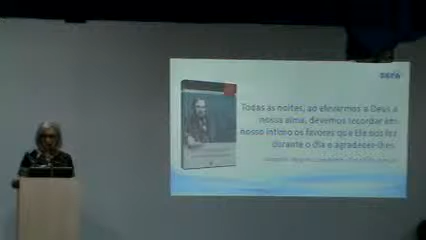 Todas as noites, ao elevarmos a Deus a
nossa alma, devemos recordar em
nosso íntimo os favores que Ele nos fez
durante o dia e agradecer-lhes.